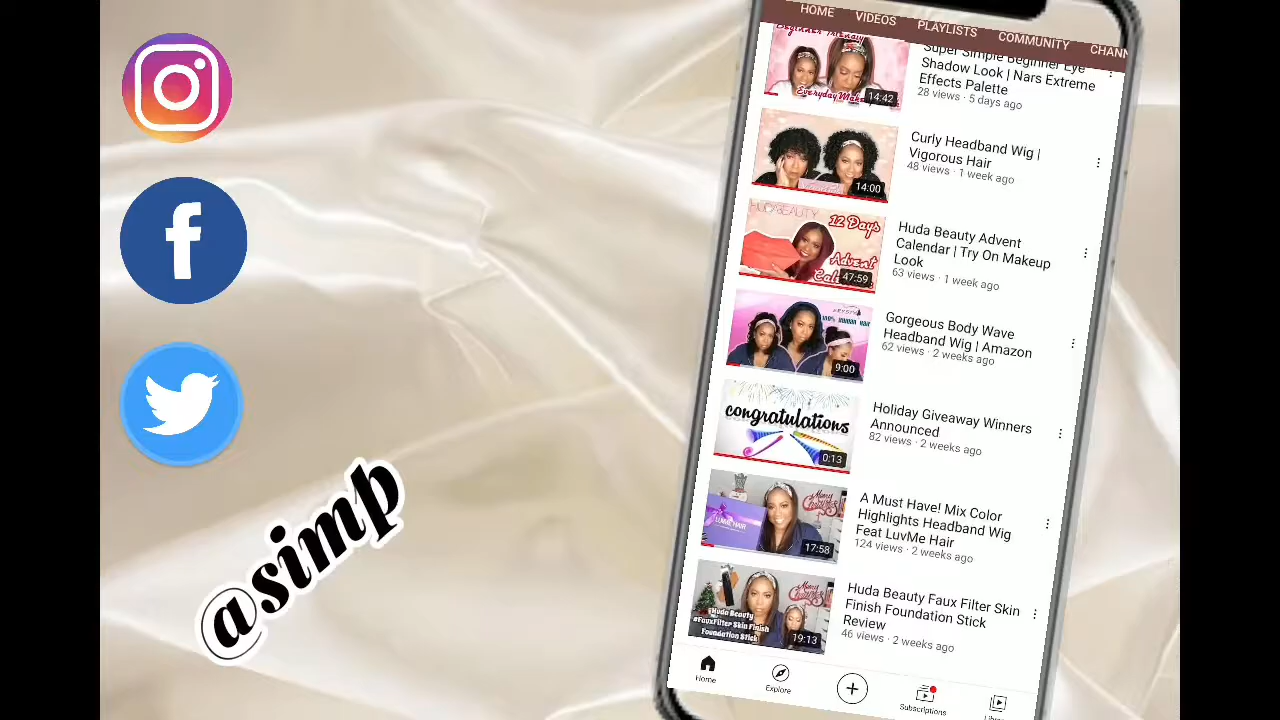 HOME VIDEOS PLAYLISTS COMMUNITY CHANN
Super Simple Beginner Eye
Shadow Look | Nars Extreme
Effects Palette
28 views · 5 days ago
14:42
Curly Headband Wig |
Vigorous Hair
48 views · 1 week ago
14:00
HUDABEAUTY
12 Days
Advent
47:59
Huda Beauty Advent
Calendar | Try On Makeup
Look
63 views · 1 week ago
100% HUMAN HAIR
9:00
Gorgeous Body Wave
Headband Wig | Amazon
62 views · 2 weeks ago
congratulations
0:13
Holiday Giveaway Winners
Announced
82 views · 2 weeks ago
17:58
A Must Have! Mix Color
Highlights Headband Wig
Feat LuvMe Hair
124 views · 2 weeks ago
Huda Beauty
#FauxFilter Skin Finish
Foundation Stick
19:13
Huda Beauty Faux Filter Skin
Finish Foundation Stick
Review
46 views · 2 weeks ago
Home
Explore
Subscriptions
@simp